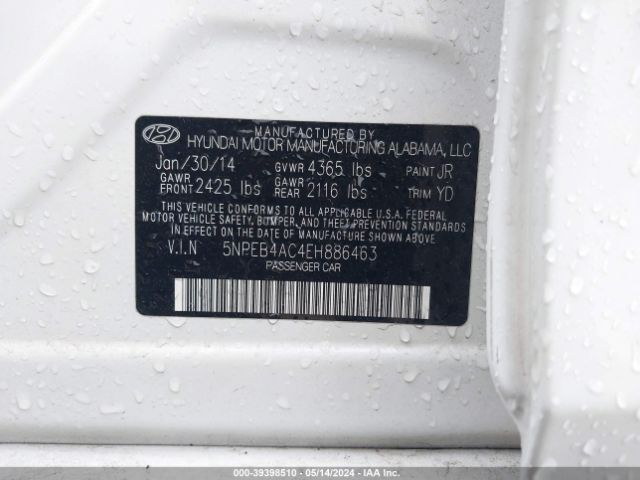 MANUFACTURED BY
HYUNDAI MOTOR MANUFACTURING ALABAMA, LLC
Jan/30/14 GVWR 4365 lbs PAINT JR
GAWR FRONT 2425 lbs GAWR REAR 2116 lbs TRIM YD
THIS VEHICLE CONFORMS TO ALL APPLICABLE U.S.A. FEDERAL
MOTOR VEHICLE SAFETY, BUMPER, AND THEFT PREVENTION STANDARDS
IN EFFECT ON THE DATE OF MANUFACTURE SHOWN ABOVE.
V.I.N 5NPEB4AC4EH886463
PASSENGER CAR
000-39398510 - 05/14/2024 - IAA Inc.